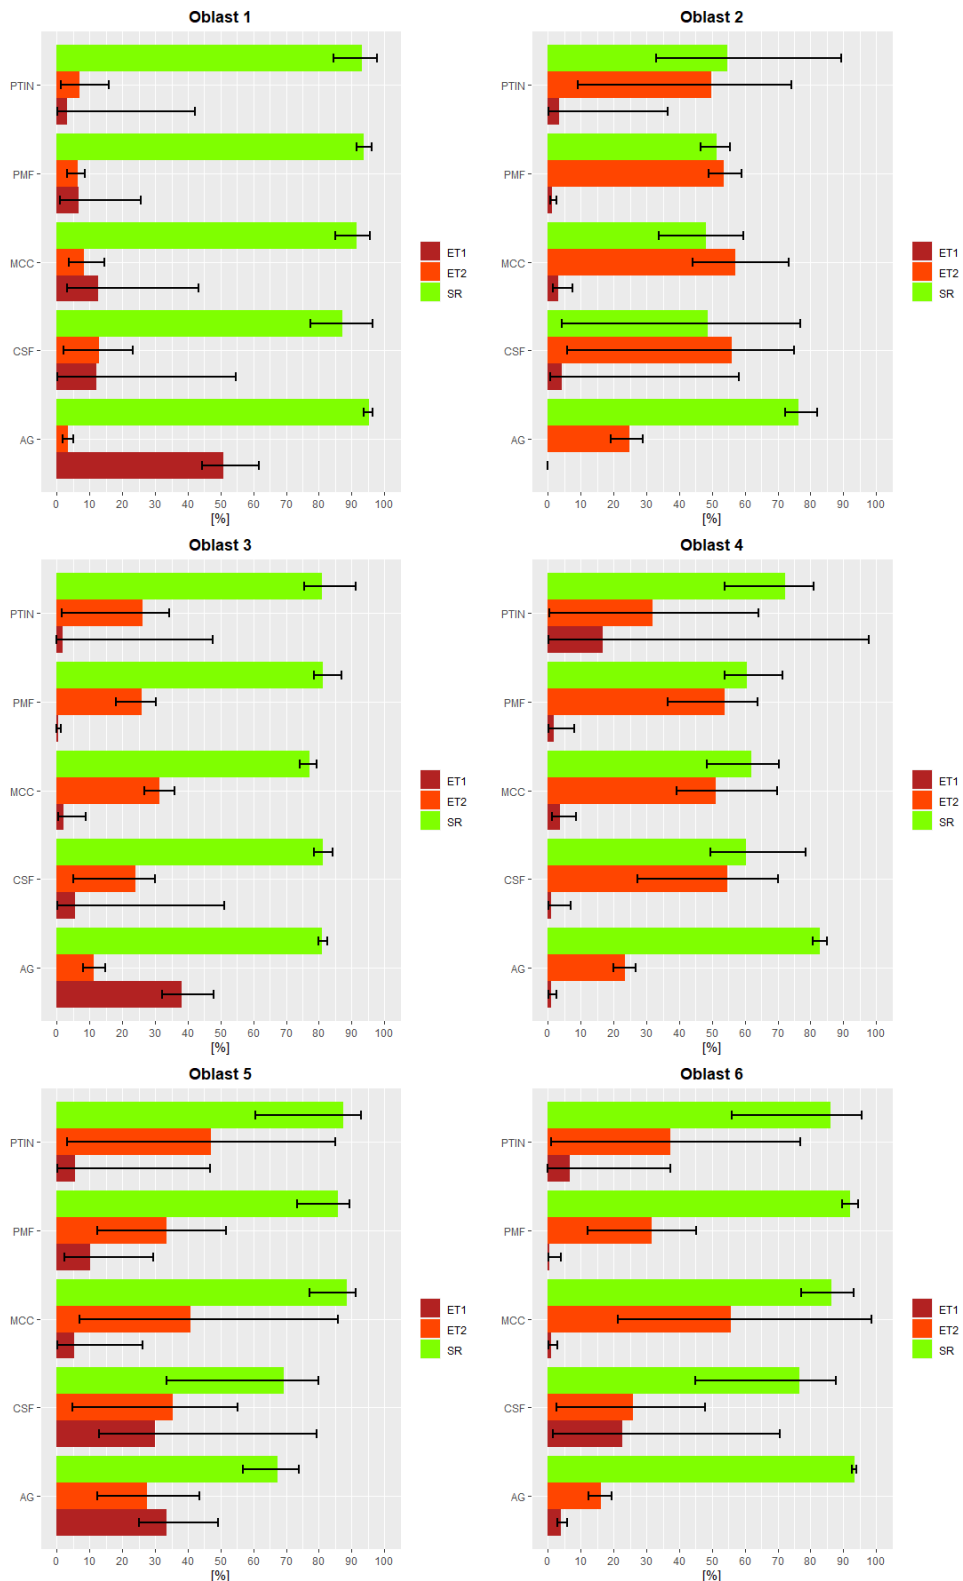 Oblast 1
PTIN
PMF
MCC
CSF
AG
0 10 20 30 40 50 60 70 80 90 100
[%]
ET1
ET2
SR
Oblast 2
PTIN
PMF
MCC
CSF
AG
0 10 20 30 40 50 60 70 80 90 100
[%]
ET1
ET2
SR
Oblast 3
PTIN
PMF
MCC
CSF
AG
0 10 20 30 40 50 60 70 80 90 100
[%]
ET1
ET2
SR
Oblast 4
PTIN
PMF
MCC
CSF
AG
0 10 20 30 40 50 60 70 80 90 100
[%]
ET1
ET2
SR
Oblast 5
PTIN
PMF
MCC
CSF
AG
0 10 20 30 40 50 60 70 80 90 100
[%]
ET1
ET2
SR
Oblast 6
PTIN
PMF
MCC
CSF
AG
0 10 20 30 40 50 60 70 80 90 100
[%]
ET1
ET2
SR